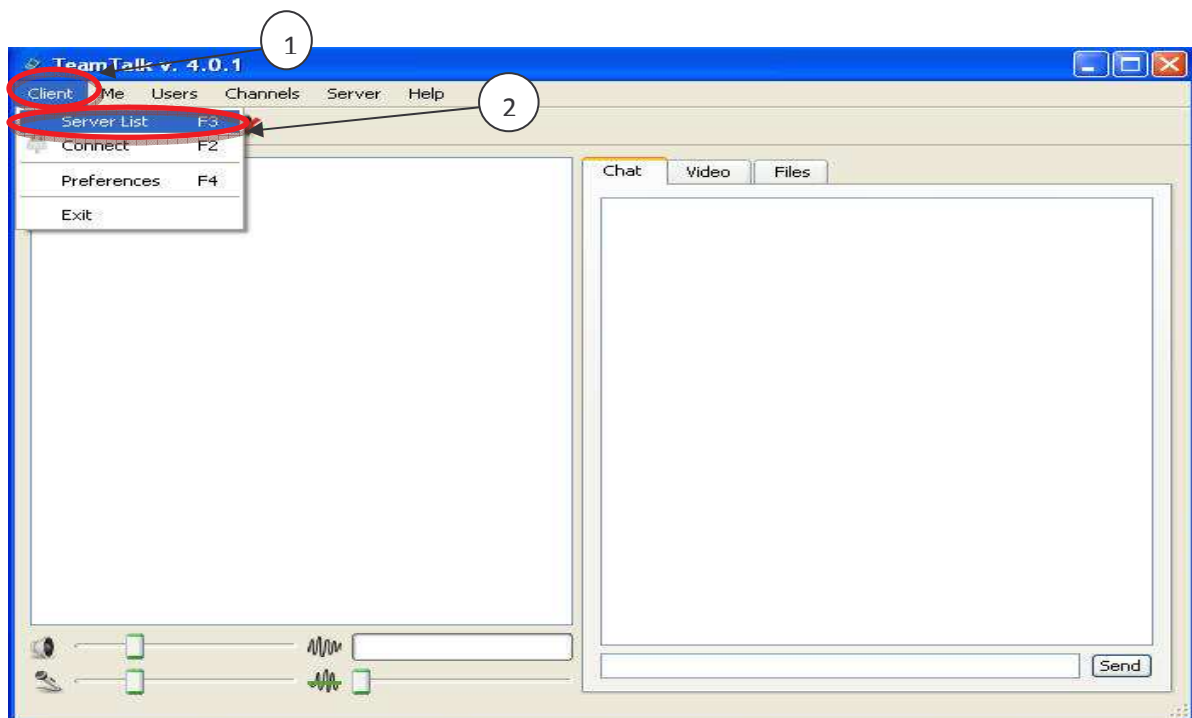 1
TeamTalk v. 4.0.1
Client Me Users Channels Server Help
2
Server List F3
Connect F2
Preferences F4
Exit
Chat Video Files
Send